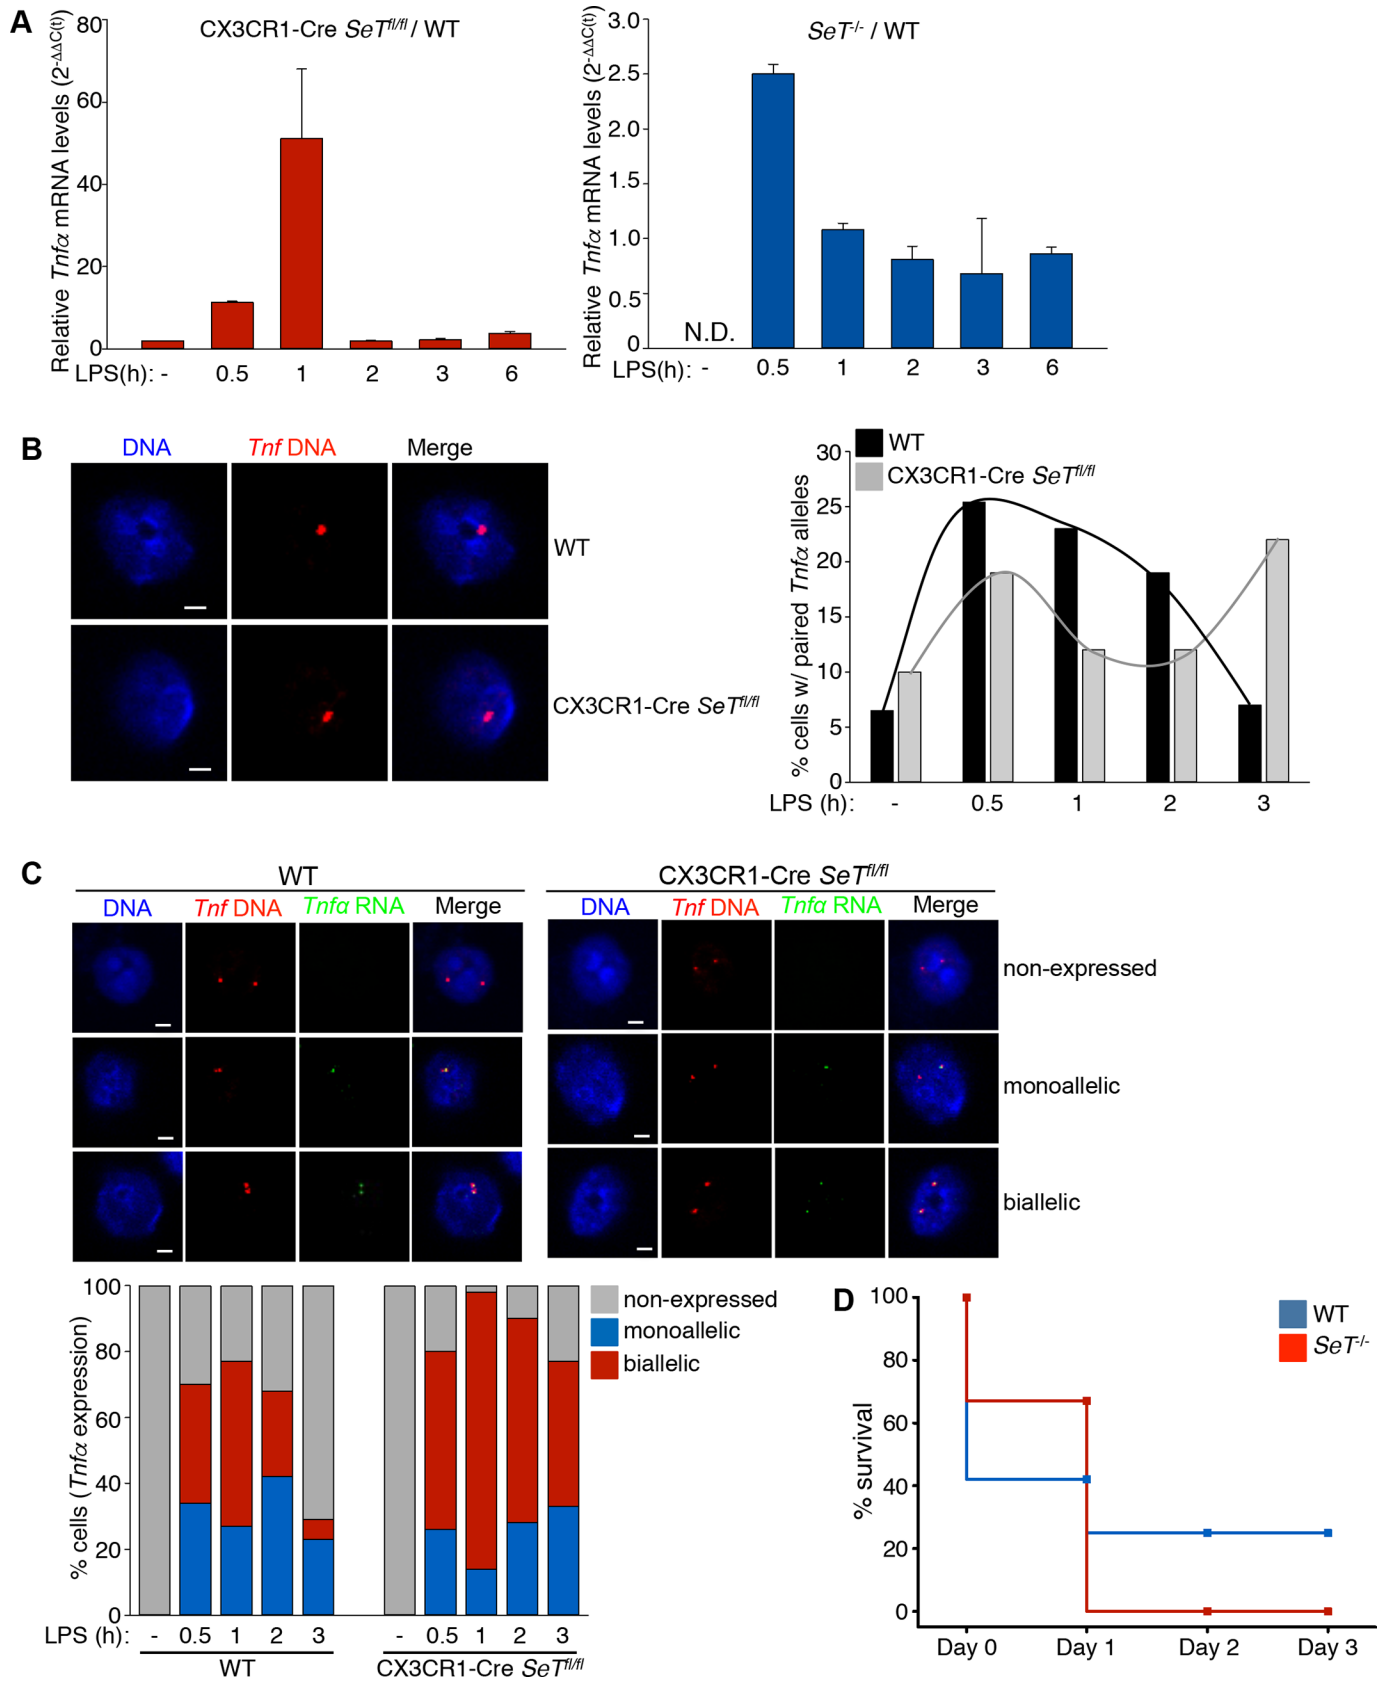 A
CX3CR1-Cre SeT^fl/fl / WT
Relative Tnfα mRNA levels (2^-ΔΔC(t))
80
60
40
20
0
LPS(h): - 0.5 1 2 3 6
SeT^-/- / WT
Relative Tnfα mRNA levels (2^-ΔΔC(t))
3.0
2.5
2.0
1.5
1.0
0.5
0
N.D.
LPS(h): - 0.5 1 2 3 6
B
DNA Tnf DNA Merge
WT
CX3CR1-Cre SeT^fl/fl
WT
CX3CR1-Cre SeT^fl/fl
% cells w/ paired Tnfα alleles
30
25
20
15
10
5
0
LPS (h): - 0.5 1 2 3
C
WT
CX3CR1-Cre SeT^fl/fl
DNA Tnf DNA Tnfα RNA Merge
DNA Tnf DNA Tnfα RNA Merge
non-expressed
monoallelic
biallelic
% cells (Tnfα expression)
100
80
60
40
20
0
LPS (h): - 0.5 1 2 3 - 0.5 1 2 3
WT
CX3CR1-Cre SeT^fl/fl
non-expressed
monoallelic
biallelic
D
% survival
100
80
60
40
20
0
WT
SeT^-/-
Day 0 Day 1 Day 2 Day 3